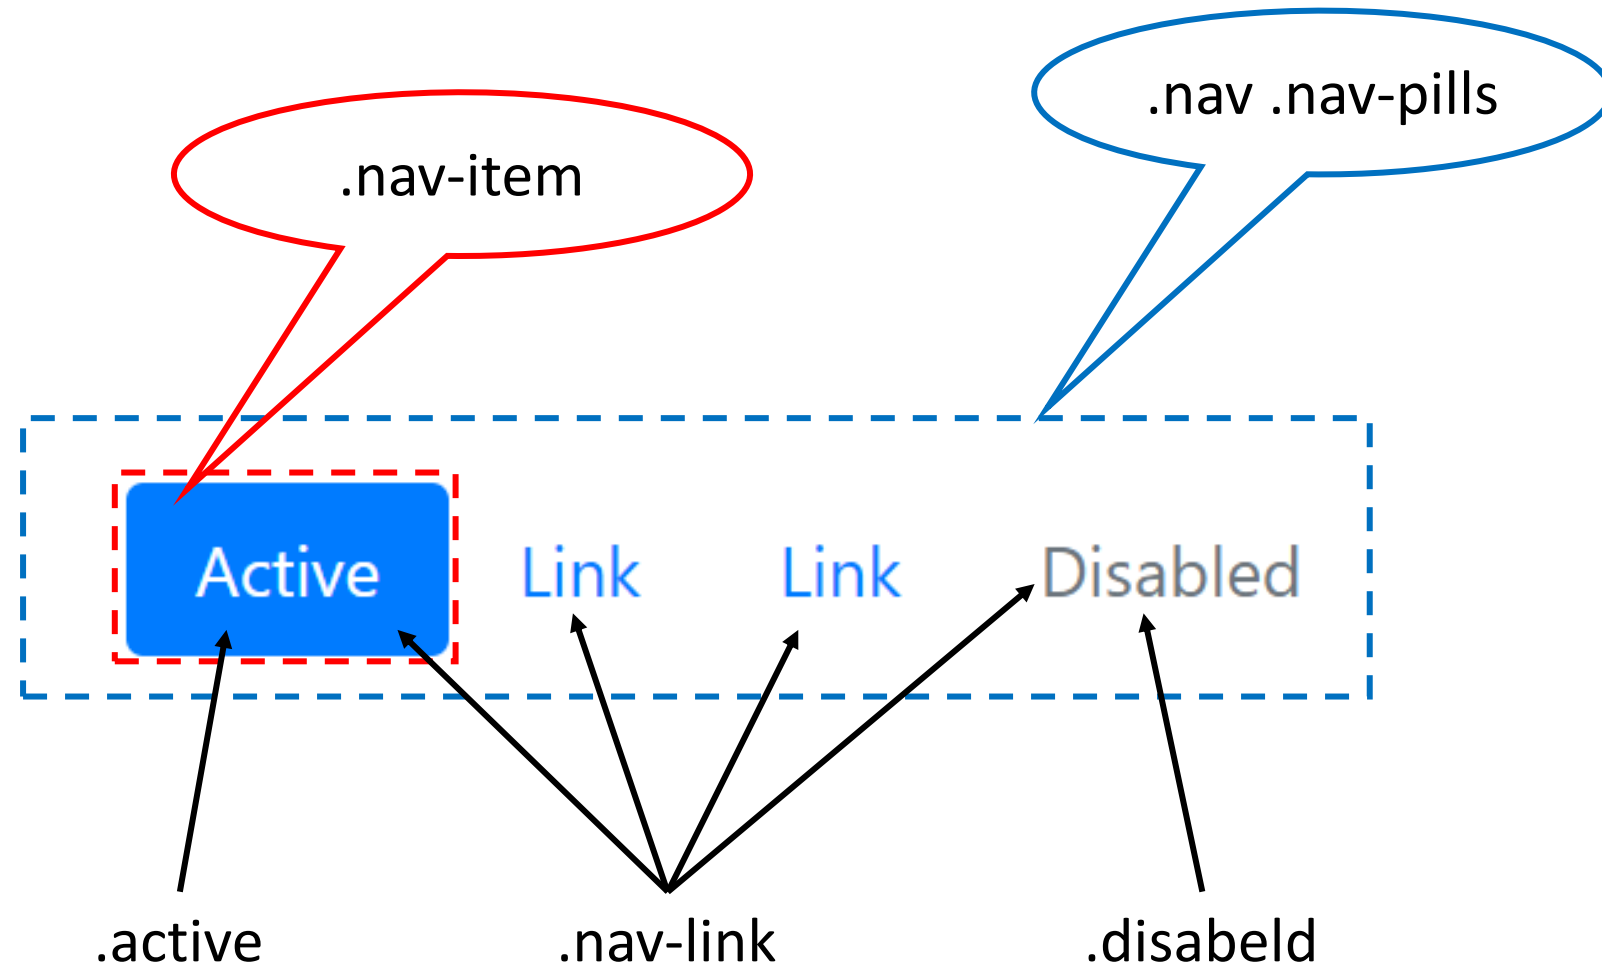 .nav .nav-pills
.nav-item
Active Link Link Disabled
.active .nav-link .disabeld